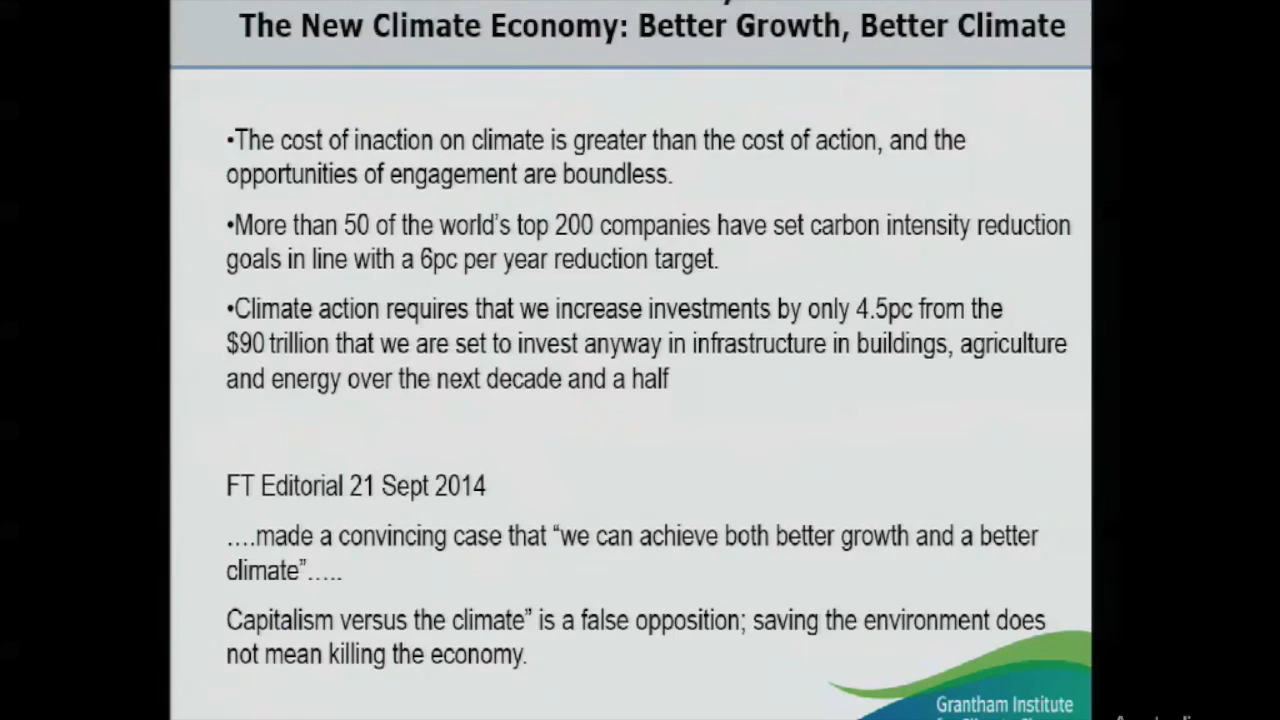 The New Climate Economy: Better Growth, Better Climate
•The cost of inaction on climate is greater than the cost of action, and the
opportunities of engagement are boundless.
•More than 50 of the world’s top 200 companies have set carbon intensity reduction
goals in line with a 6pc per year reduction target.
•Climate action requires that we increase investments by only 4.5pc from the
$90 trillion that we are set to invest anyway in infrastructure in buildings, agriculture
and energy over the next decade and a half
FT Editorial 21 Sept 2014
….made a convincing case that “we can achieve both better growth and a better
climate”…..
Capitalism versus the climate” is a false opposition; saving the environment does
not mean killing the economy.
Grantham Institute